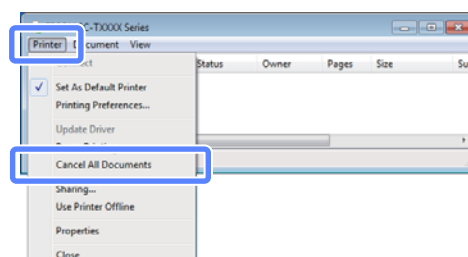 C-TXXXX Series
Printer Document View
Status Owner Pages Size Su
Set As Default Printer
Printing Preferences...
Update Driver
Cancel All Documents
Sharing...
Use Printer Offline
Properties
Close